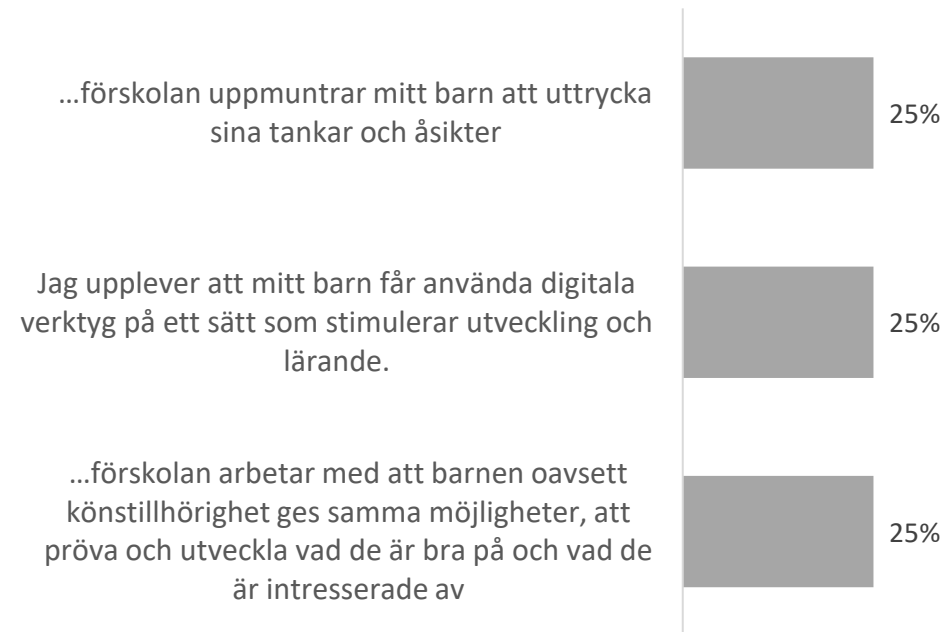 …förskolan uppmuntrar mitt barn att uttrycka
sina tankar och åsikter
25%
Jag upplever att mitt barn får använda digitala
verktyg på ett sätt som stimulerar utveckling och
lärande.
25%
…förskolan arbetar med att barnen oavsett
könstillhörighet ges samma möjligheter, att
pröva och utveckla vad de är bra på och vad de
är intresserade av
25%